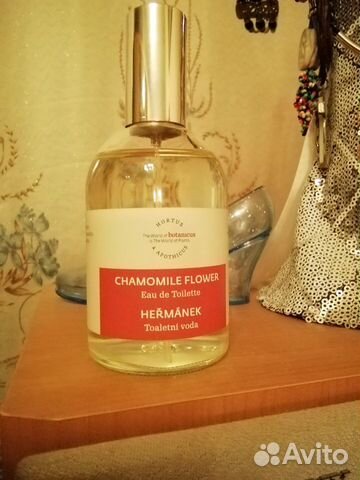 HORTUS
The World of botanicus
is The World of Plants
& APOTHICUS
CHAMOMILE FLOWER
Eau de Toilette
HEŘMÁNEK
Toaletní voda
Avito